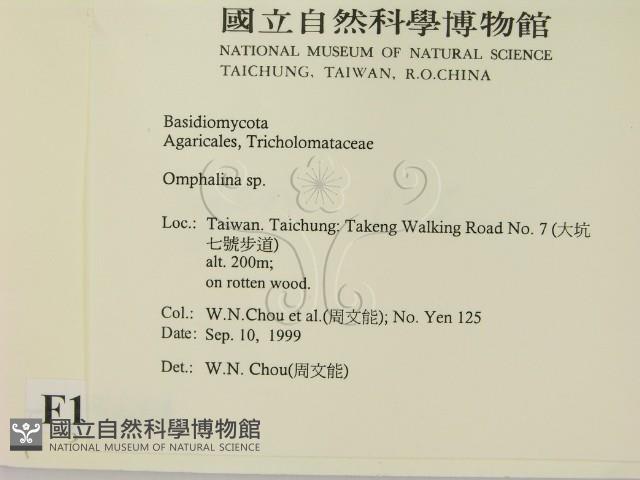 國立自然科學博物館
NATIONAL MUSEUM OF NATURAL SCIENCE
TAICHUNG, TAIWAN, R.O.CHINA
Basidiomycota
Agaricales, Tricholomataceae
Omphalina sp.
Loc.: Taiwan. Taichung: Takeng Walking Road No. 7 (大坑
七號步道)
alt. 200m;
on rotten wood.
Col.: W.N.Chou et al.(周文能); No. Yen 125
Date: Sep. 10, 1999
Det.: W.N. Chou(周文能)
F1
國立自然科學博物館
NATIONAL MUSEUM OF NATURAL SCIENCE